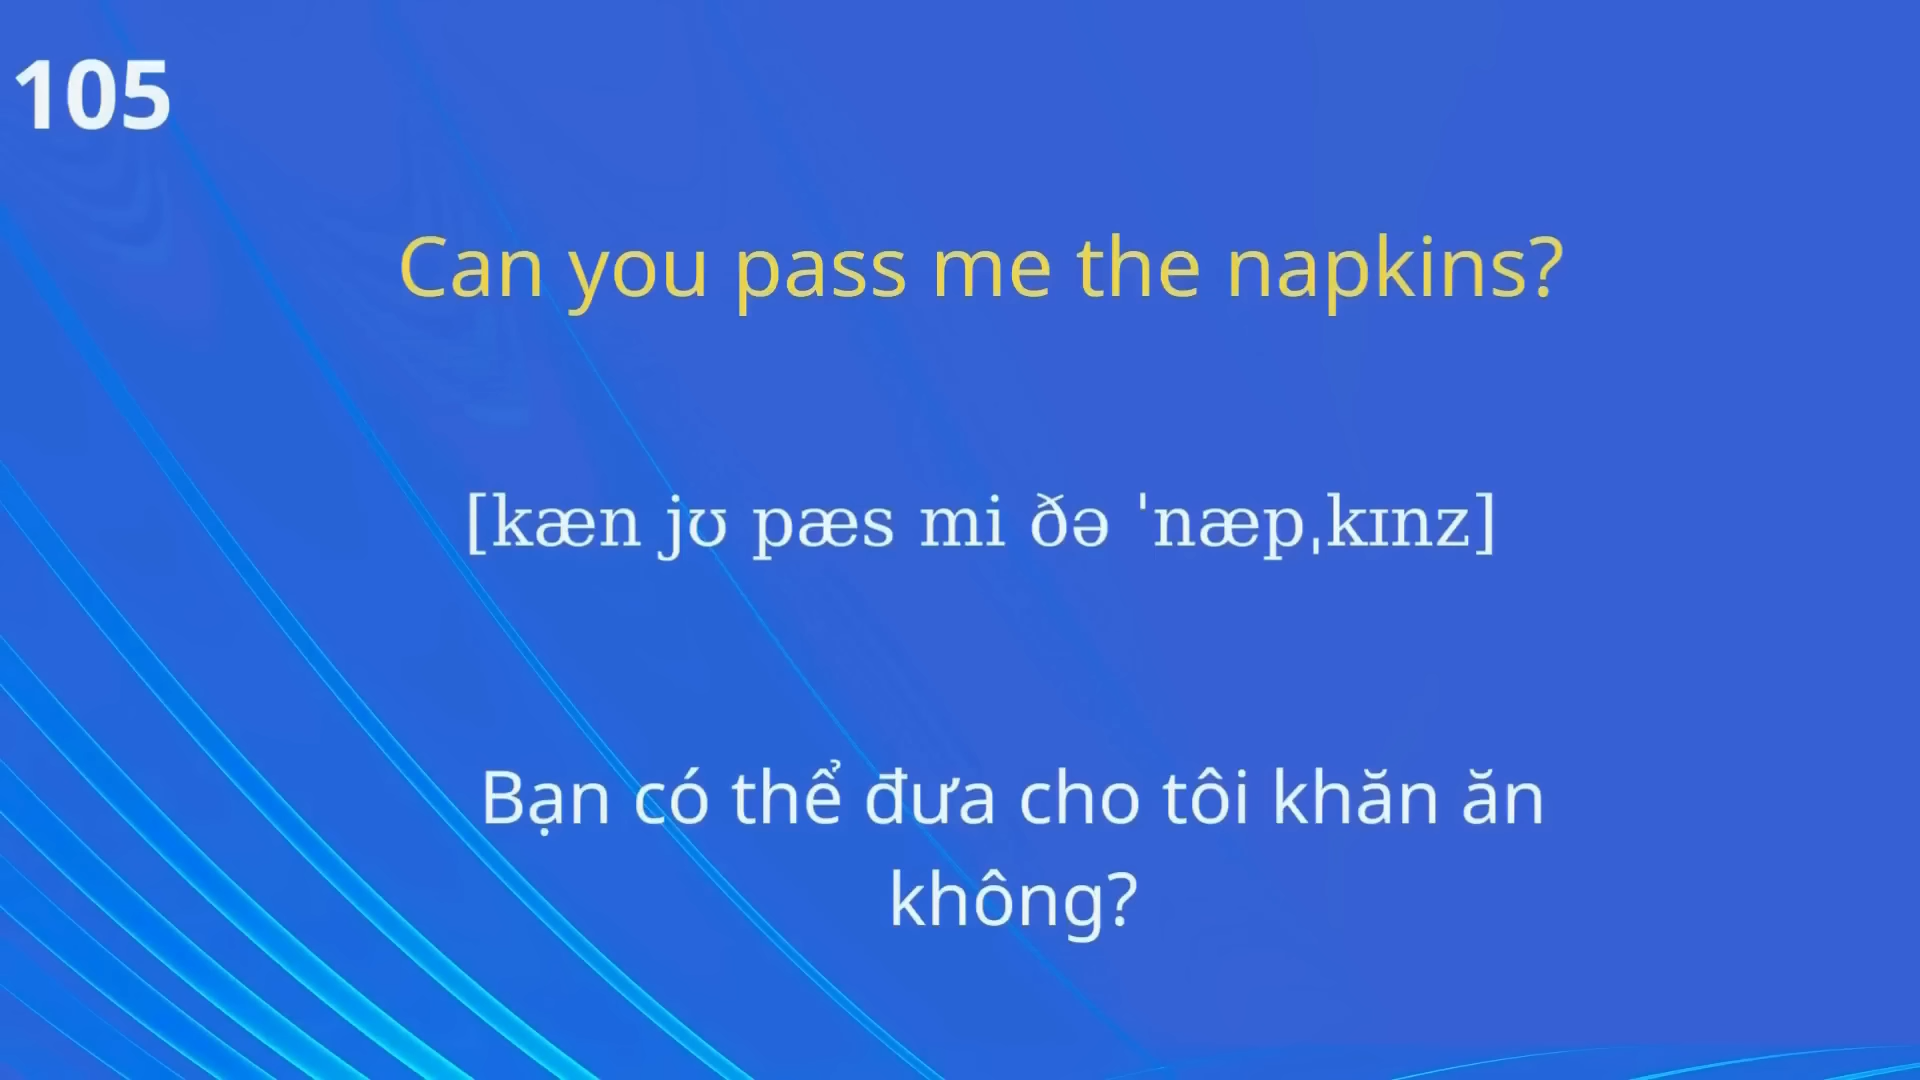 105
Can you pass me the napkins?
[kæn jʊ pæs mi ðə ˈnæpˌkɪnz]
Bạn có thể đưa cho tôi khăn ăn
không?